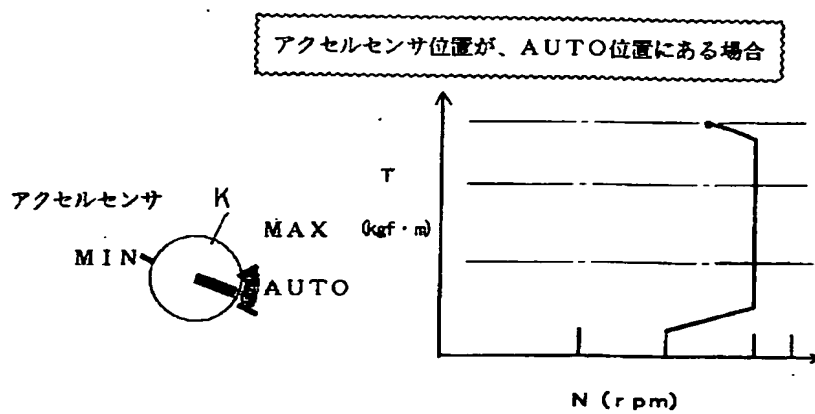 アクセルセンサ位置が、AUTO位置にある場合
アクセルセンサ
K
MAX
MIN
AUTO
T
(kgf・m)
N (rpm)